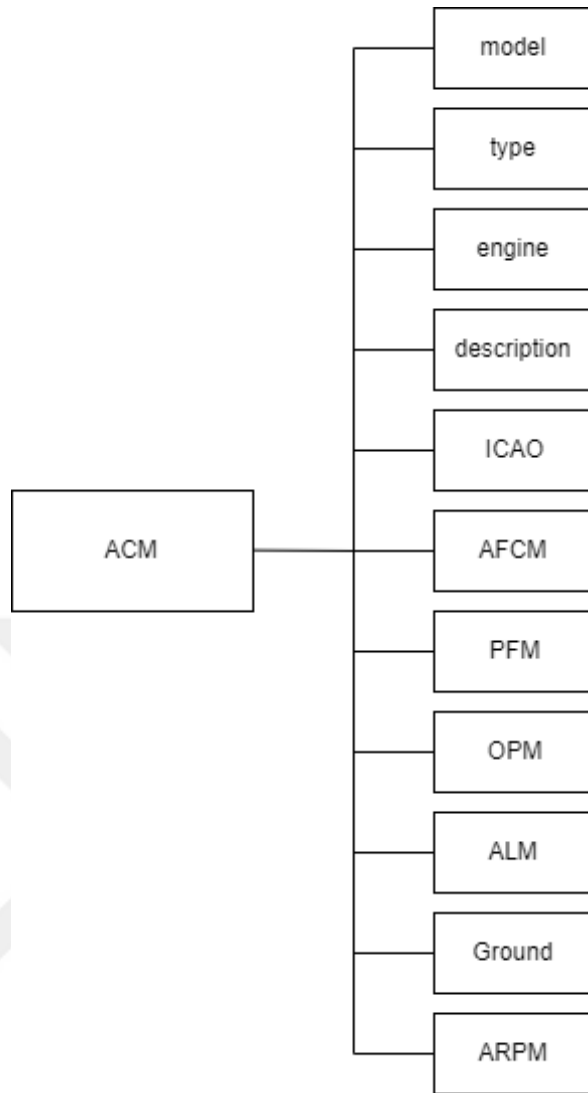 model
type
engine
description
ICAO
ACM
AFCM
PFM
OPM
ALM
Ground
ARPM